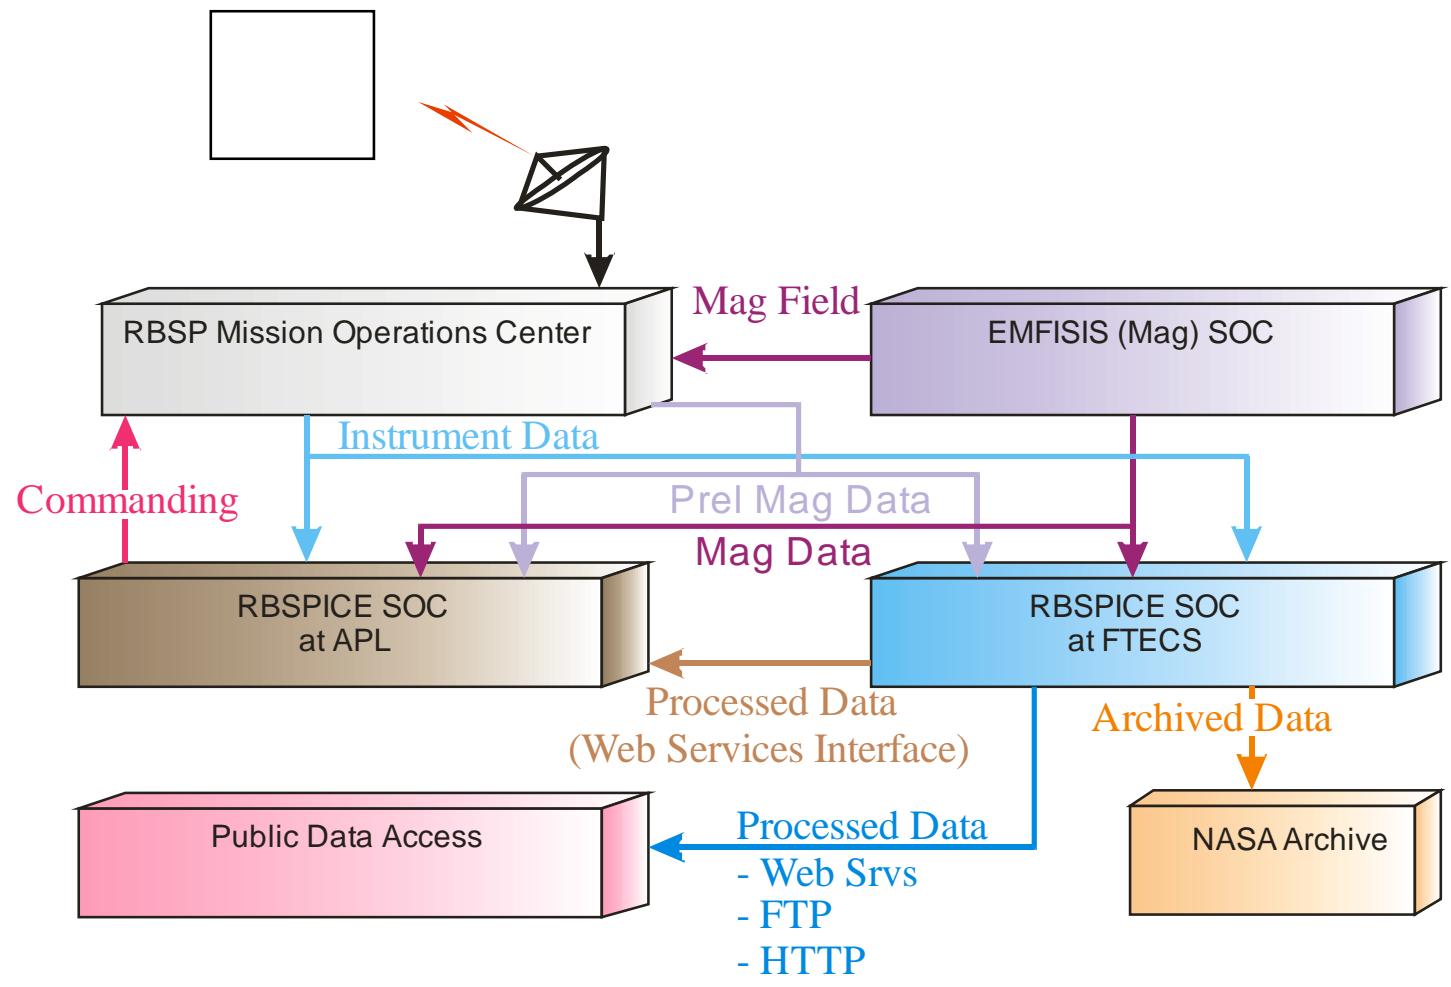 Mag Field
RBSP Mission Operations Center
EMFISIS (Mag) SOC
Instrument Data
Commanding
Prel Mag Data
Mag Data
RBSPICE SOC
at APL
RBSPICE SOC
at FTECS
Processed Data
(Web Services Interface)
Archived Data
Public Data Access
Processed Data
- Web Srvs
- FTP
- HTTP
NASA Archive